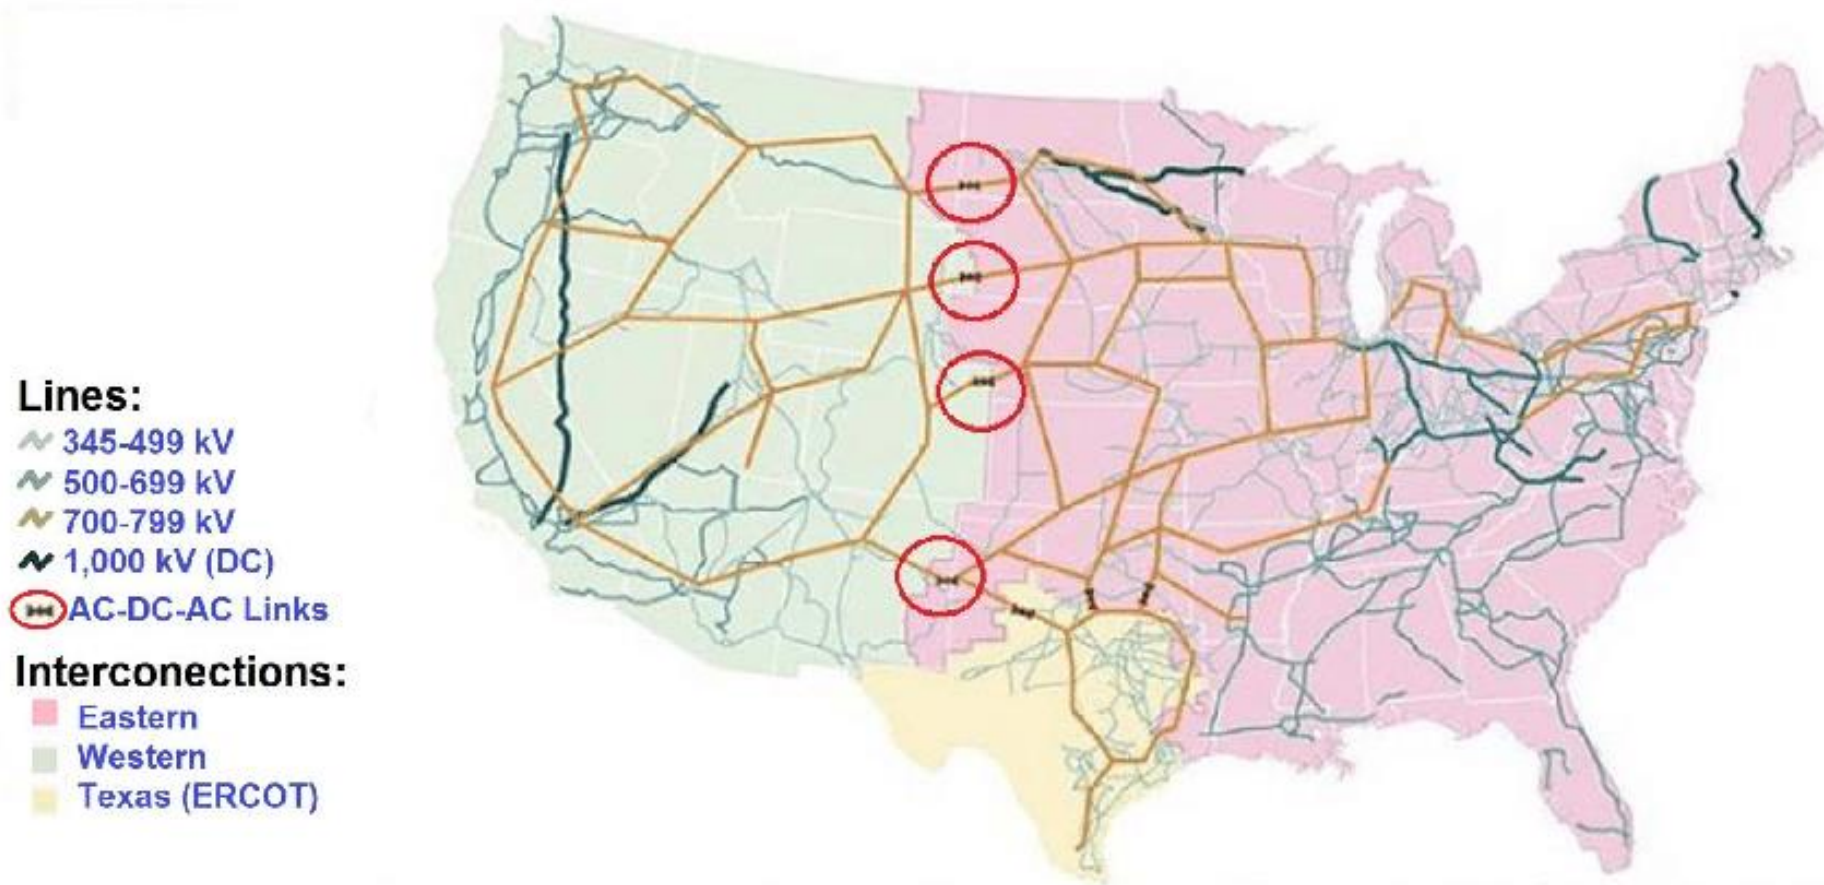 Lines:
345-499 kV
500-699 kV
700-799 kV
1,000 kV (DC)
AC-DC-AC Links
Interconections:
Eastern
Western
Texas (ERCOT)